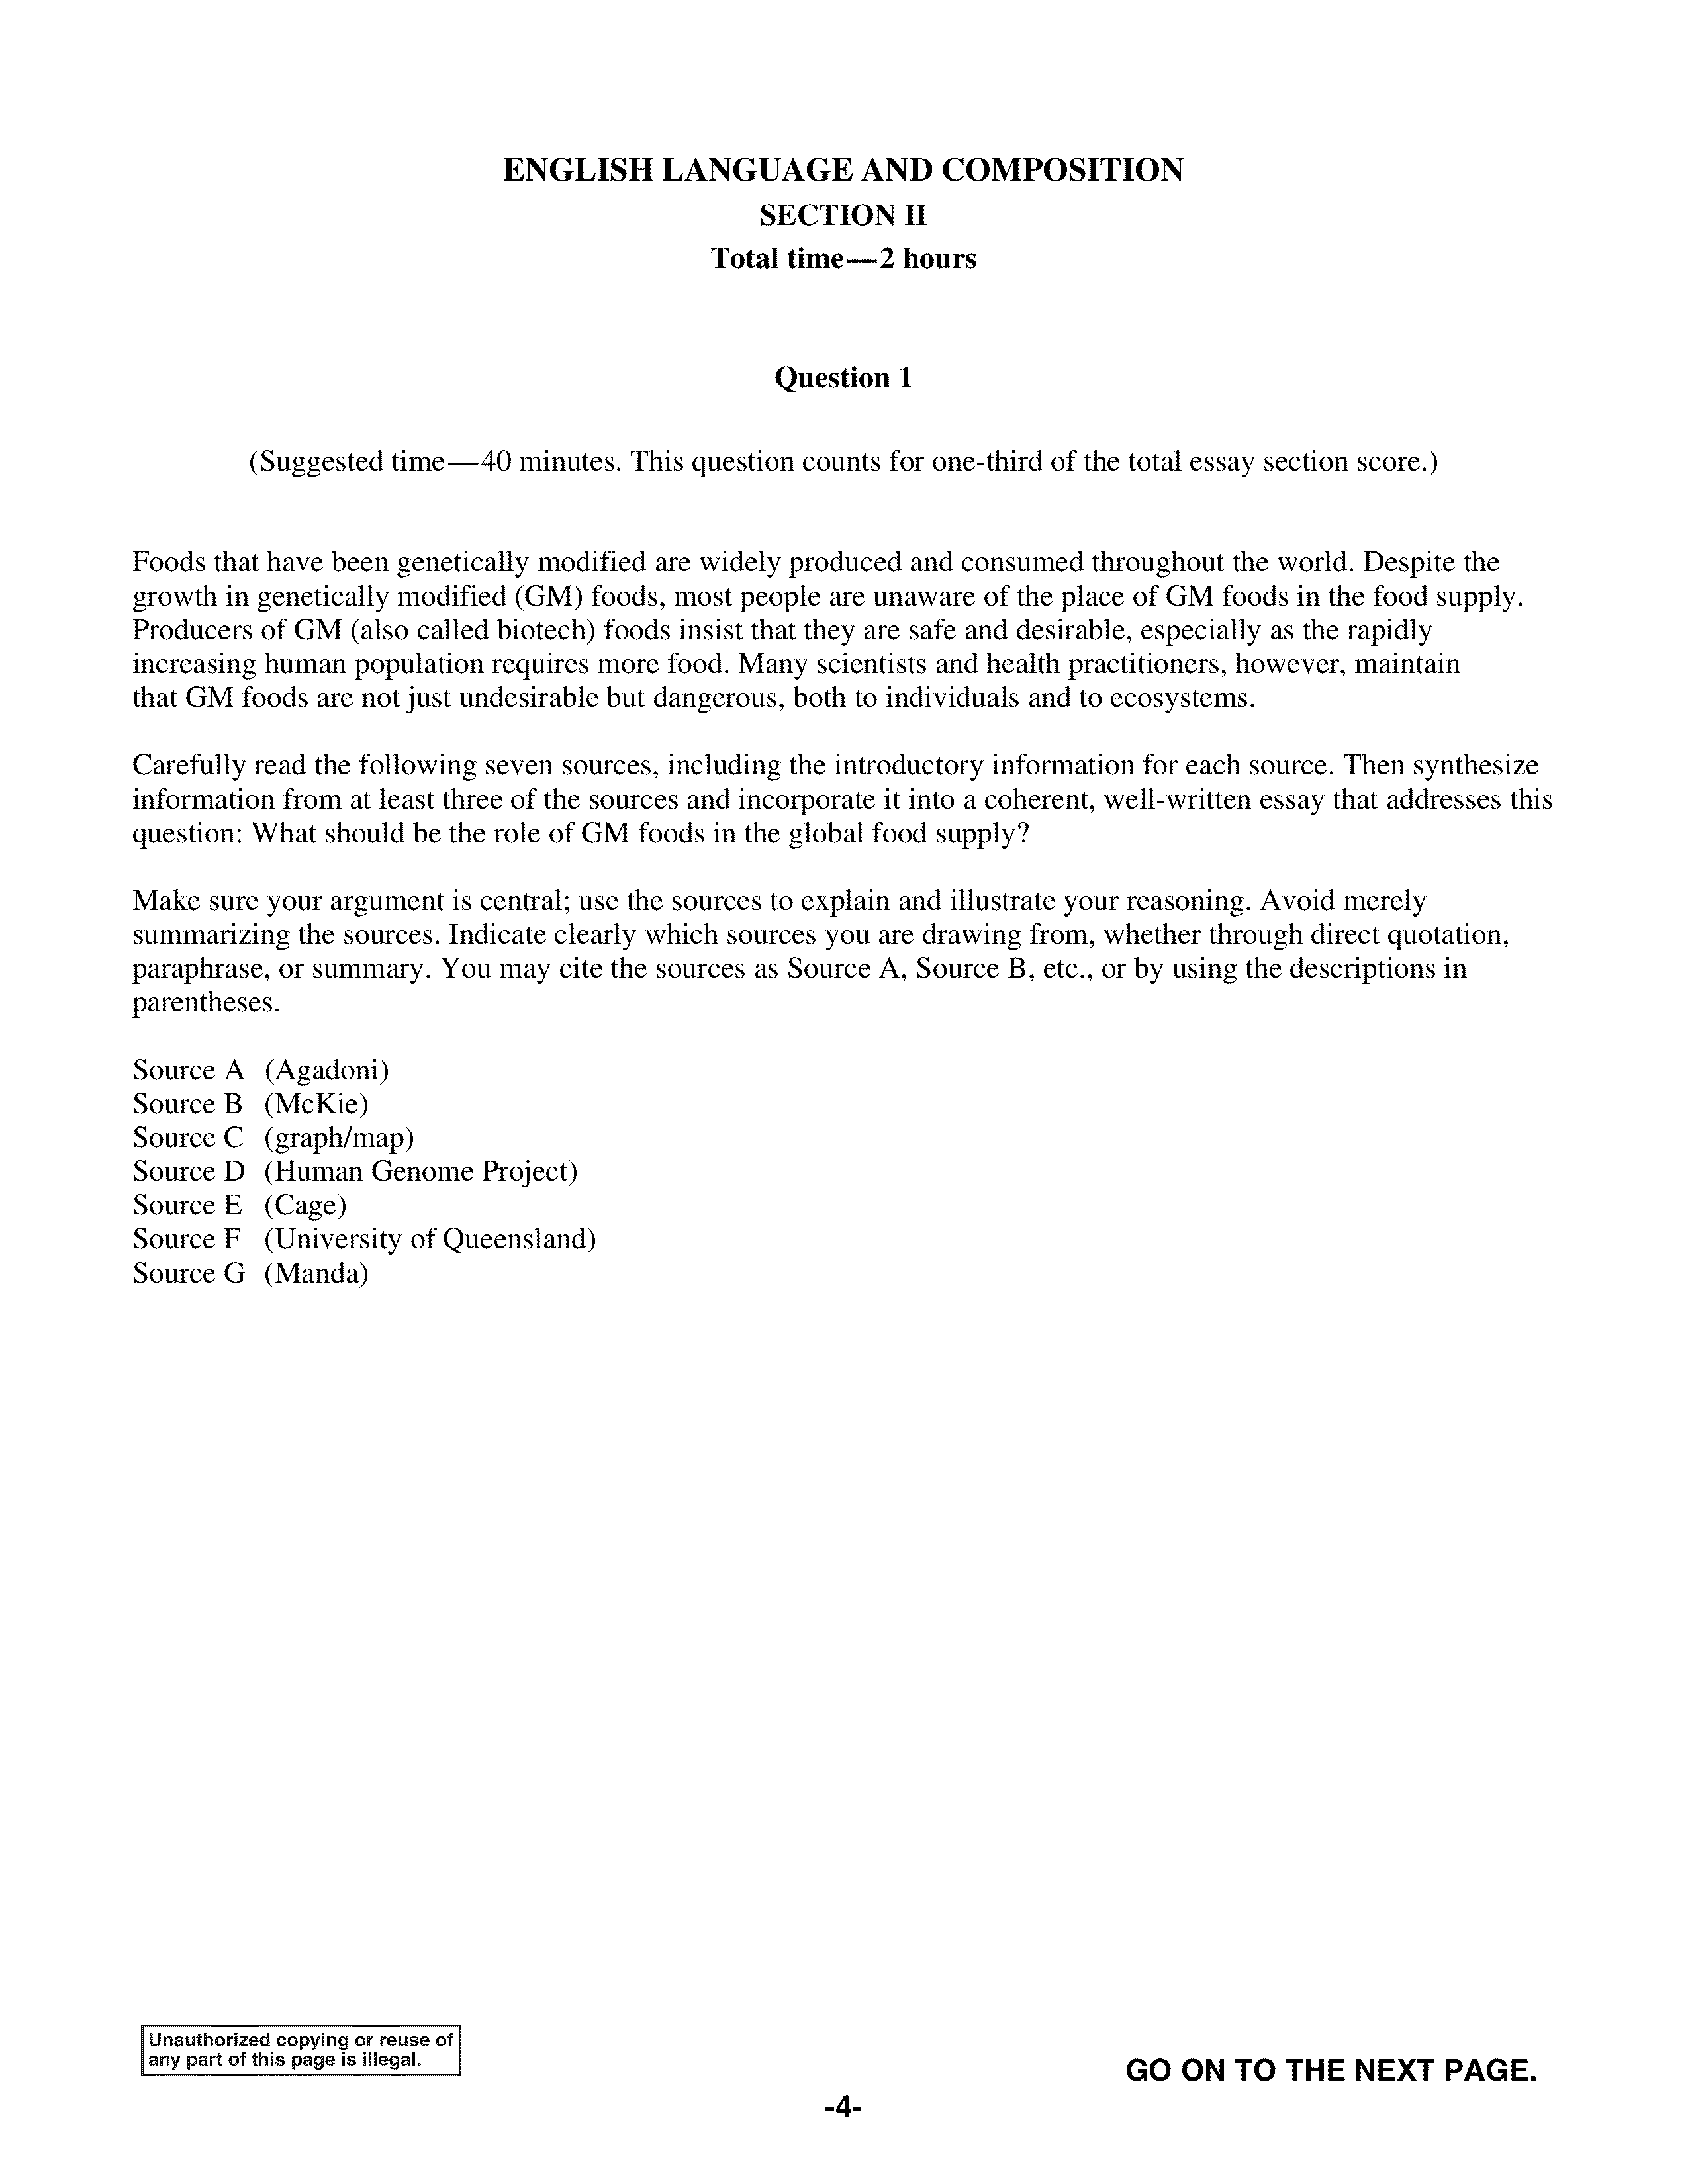 ENGLISH LANGUAGE AND COMPOSITION
SECTION II
Total time—2 hours
Question 1
(Suggested time—40 minutes. This question counts for one-third of the total essay section score.)
Foods that have been genetically modified are widely produced and consumed throughout the world. Despite the
growth in genetically modified (GM) foods, most people are unaware of the place of GM foods in the food supply.
Producers of GM (also called biotech) foods insist that they are safe and desirable, especially as the rapidly
increasing human population requires more food. Many scientists and health practitioners, however, maintain
that GM foods are not just undesirable but dangerous, both to individuals and to ecosystems.
Carefully read the following seven sources, including the introductory information for each source. Then synthesize
information from at least three of the sources and incorporate it into a coherent, well-written essay that addresses this
question: What should be the role of GM foods in the global food supply?
Make sure your argument is central; use the sources to explain and illustrate your reasoning. Avoid merely
summarizing the sources. Indicate clearly which sources you are drawing from, whether through direct quotation,
paraphrase, or summary. You may cite the sources as Source A, Source B, etc., or by using the descriptions in
parentheses.
Source A (Agadoni)
Source B (McKie)
Source C (graph/map)
Source D (Human Genome Project)
Source E (Cage)
Source F (University of Queensland)
Source G (Manda)
Unauthorized copying or reuse of
any part of this page is illegal.
GO ON TO THE NEXT PAGE.
-4-